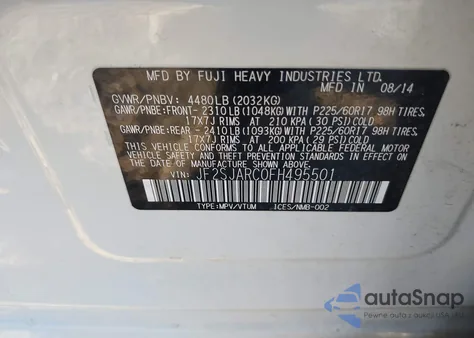 MFD. BY FUJI HEAVY INDUSTRIES LTD.
MFD. IN 08/14
GVWR/PNBV: 4480LB (2032KG)
GAWR/PNBE: FRONT- 2310LB (1048KG) WITH P225/60R17 98H TIRES,
17X7J RIMS AT 210 KPA (30 PSI) COLD
GAWR/PNBE: REAR - 2410LB (1093KG) WITH P225/60R17 98H TIRES,
17X7J RIMS AT 200 KPA (29 PSI) COLD
THIS VEHICLE CONFORMS TO ALL APPLICABLE FEDERAL
MOTOR VEHICLE SAFETY STANDARDS IN EFFECT ON
THE DATE OF MANUFACTURE SHOWN ABOVE.
VIN: JF2SJARC0FH495501
TYPE:MPV/VTUM ICES/NMB-002
autoSnap